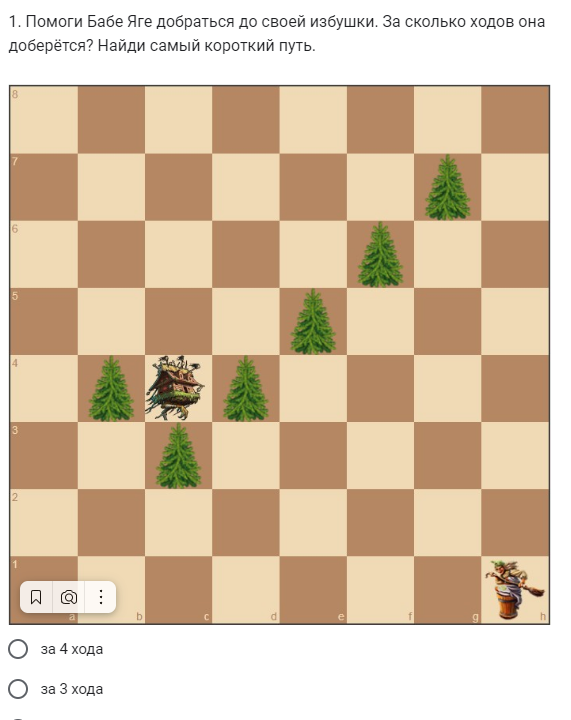 1. Помоги Бабе Яге добраться до своей избушки. За сколько ходов она
доберётся? Найди самый короткий путь.
8
7
6
5
4
3
2
1
a b c d e f g h
за 4 хода
за 3 хода